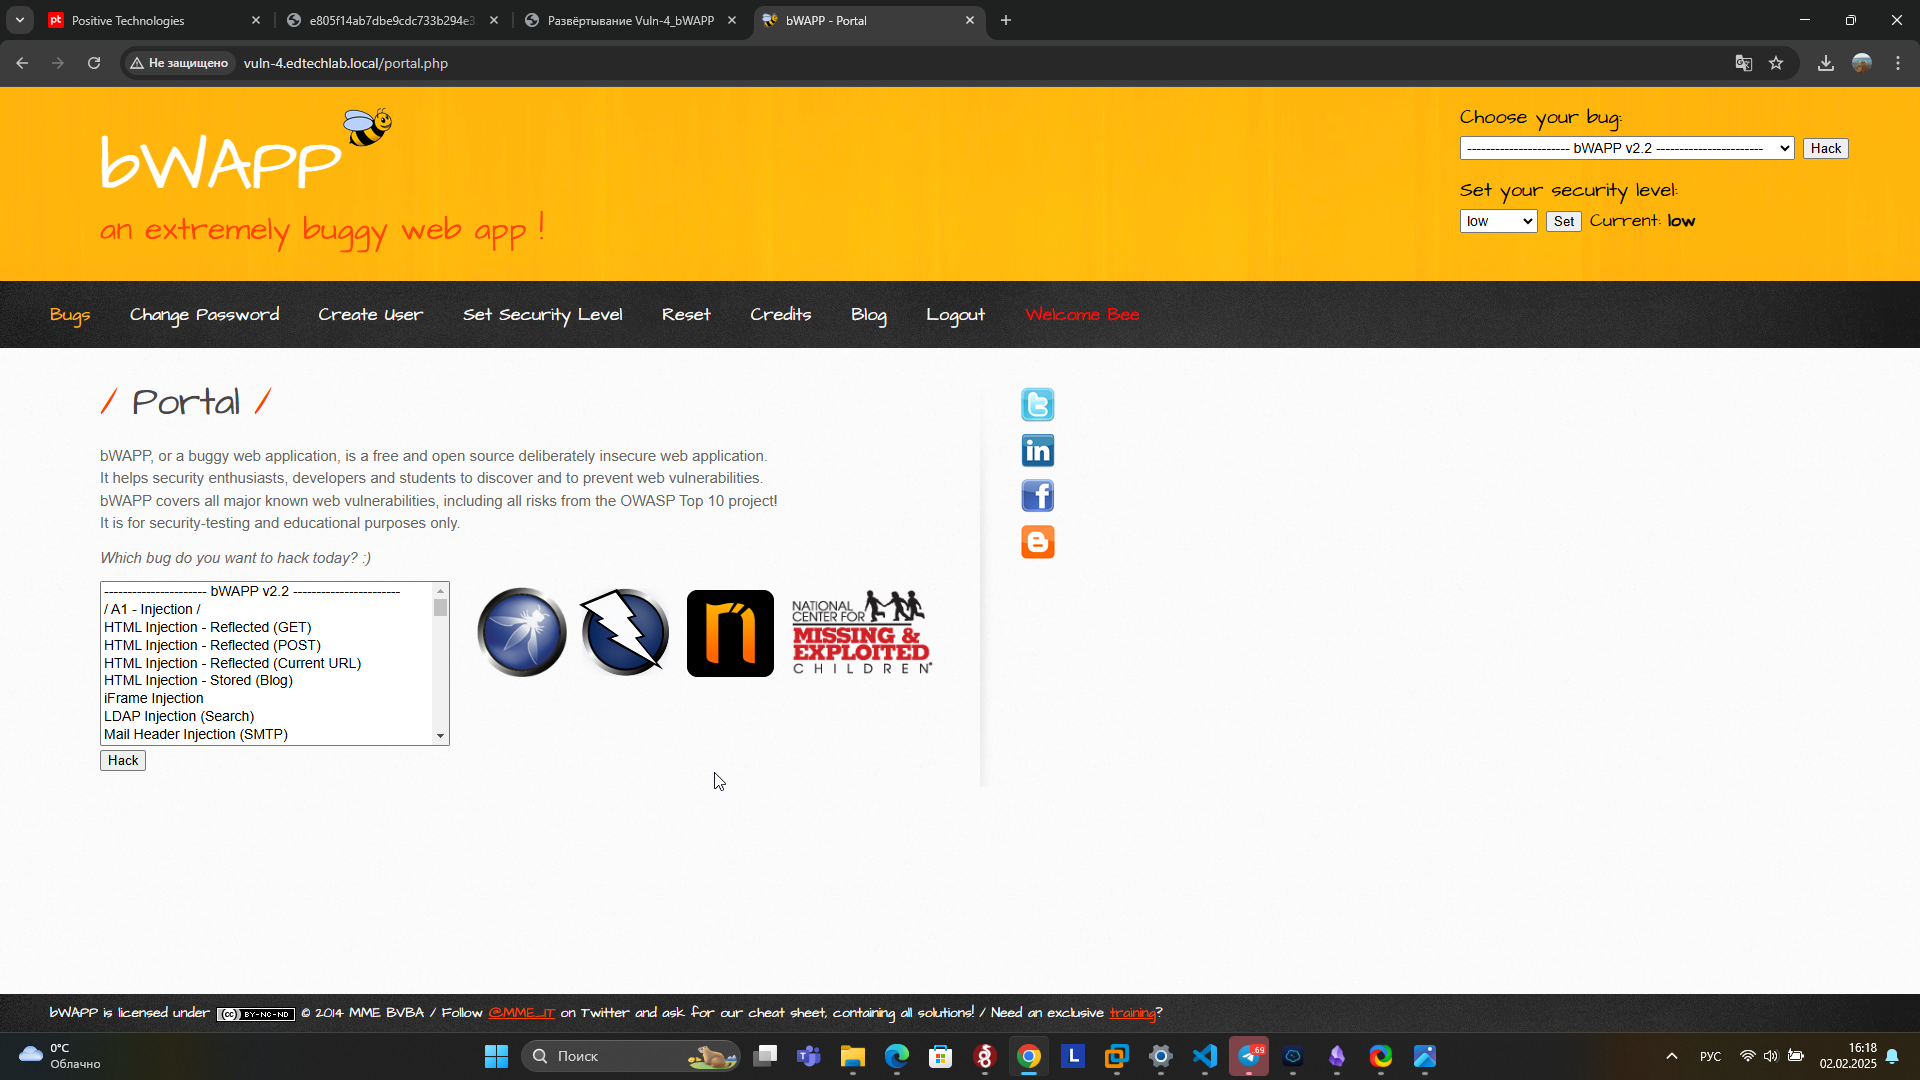 Positive Technologies
e805f14ab7dbe9cdc733b294e3
Развёртывание Vuln-4_bWAPP
bWAPP - Portal
Не защищено
vuln-4.edtechlab.local/portal.php
bWAPP
an extremely buggy web app !
Choose your bug:
---------------------- bWAPP v2.2 -----------------------
Hack
Set your security level:
low
Set
Current: low
Bugs
Change Password
Create User
Set Security Level
Reset
Credits
Blog
Logout
Welcome Bee
/ Portal /
bWAPP, or a buggy web application, is a free and open source deliberately insecure web application.
It helps security enthusiasts, developers and students to discover and to prevent web vulnerabilities.
bWAPP covers all major known web vulnerabilities, including all risks from the OWASP Top 10 project!
It is for security-testing and educational purposes only.
Which bug do you want to hack today? :)
---------------------- bWAPP v2.2 -----------------------
/ A1 - Injection /
HTML Injection - Reflected (GET)
HTML Injection - Reflected (POST)
HTML Injection - Reflected (Current URL)
HTML Injection - Stored (Blog)
iFrame Injection
LDAP Injection (Search)
Mail Header Injection (SMTP)
Hack
NATIONAL
CENTER FOR
MISSING &
EXPLOITED
CHILDREN
bWAPP is licensed under (cc) BY-NC-ND © 2014 MME BVBA / Follow @MME_IT on Twitter and ask for our cheat sheet, containing all solutions! / Need an exclusive training?
0°C
Облачно
Поиск
69
РУС
16:18
02.02.2025